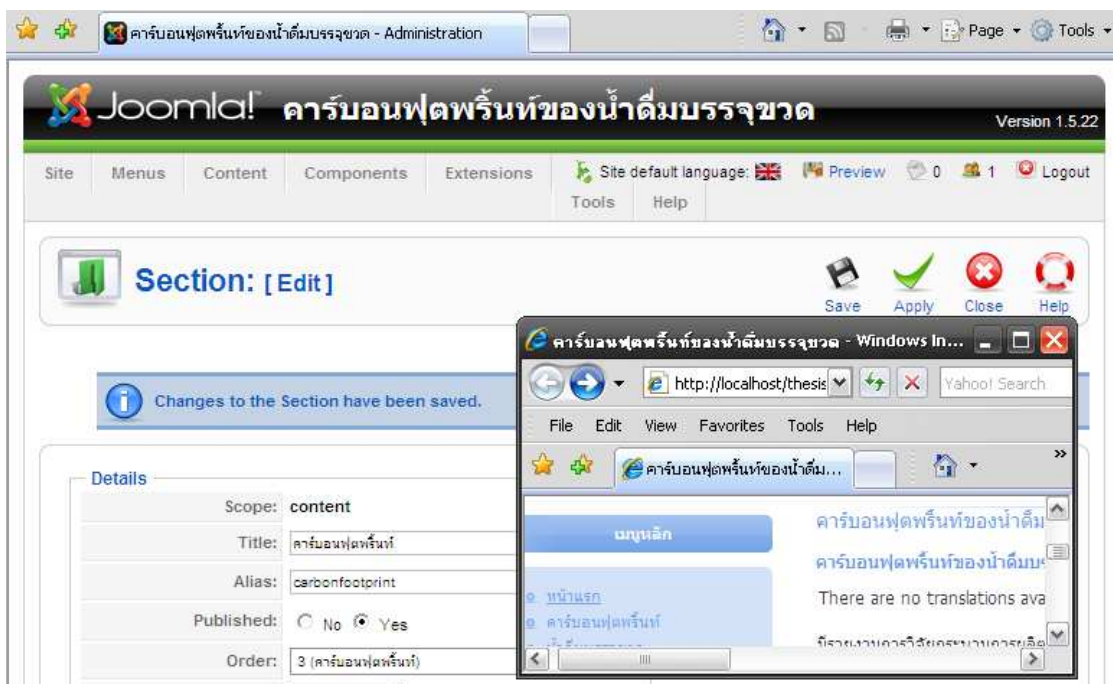 คาร์บอนฟุตพริ้นท์ของน้ำดื่มบรรจุขวด - Administration
Page
Tools
Joomla! คาร์บอนฟุตพริ้นท์ของน้ำดื่มบรรจุขวด
Version 1.5.22
Site Menus Content Components Extensions Tools Help
Site default language: Preview 0 1 Logout
Section: [ Edit ]
Save Apply Close Help
Changes to the Section have been saved.
Details
Scope: content
Title: คาร์บอนฟุตพริ้นท์
Alias: carbonfootprint
Published: No Yes
Order: 3 (คาร์บอนฟุตพริ้นท์)
คาร์บอนฟุตพริ้นท์ของน้ำดื่มบรรจุขวด - Windows In...
http://localhost/thesis
Yahoo! Search
File Edit View Favorites Tools Help
คาร์บอนฟุตพริ้นท์ของน้ำดื่ม...
เมนูหลัก
หน้าแรก
คาร์บอนฟุตพริ้นท์
คาร์บอนฟุตพริ้นท์ของน้ำดื่ม
คาร์บอนฟุตพริ้นท์ของน้ำดื่มบร
There are no translations ava